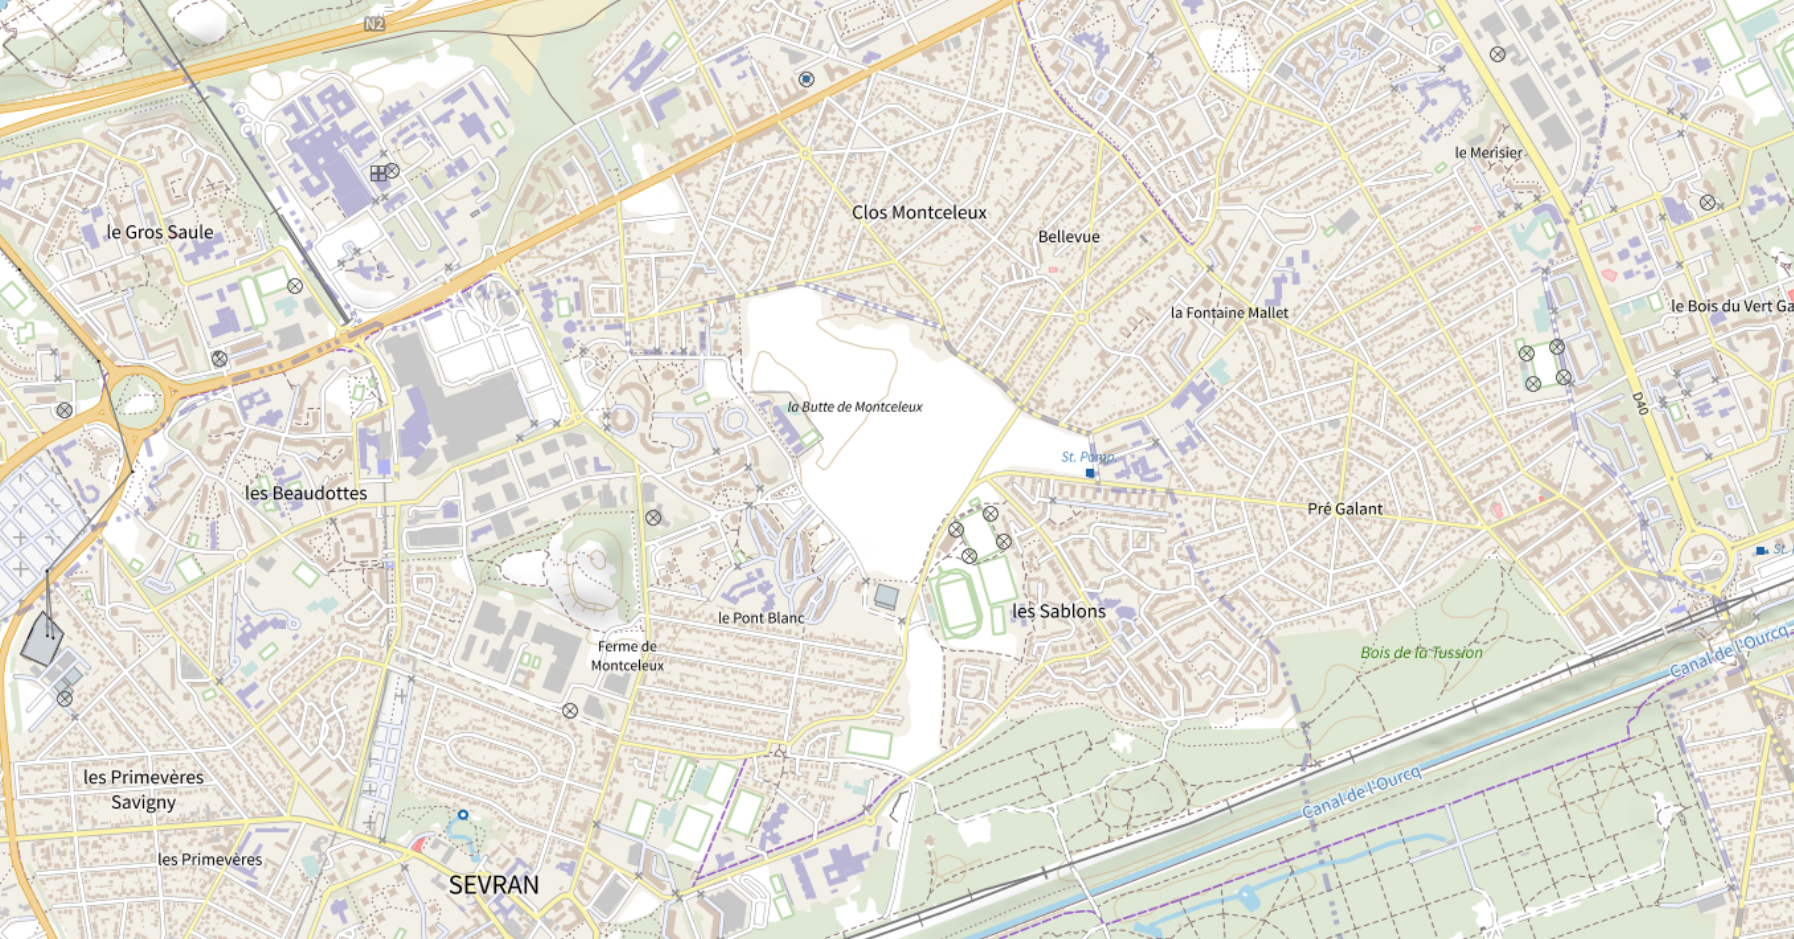 N2
le Merisier
Clos Montceleux
le Gros Saule
Bellevue
la Fontaine Mallet
le Bois du Vert Ga
la Butte de Montceleux
D40
St. Pomp.
les Beaudottes
Pré Galant
St.
le Pont Blanc
les Sablons
Ferme de
Montceleux
Bois de la Tussion
Canal de l'Ourcq
les Primevères
Savigny
Canal de l'Ourcq
les Primevères
SEVRAN